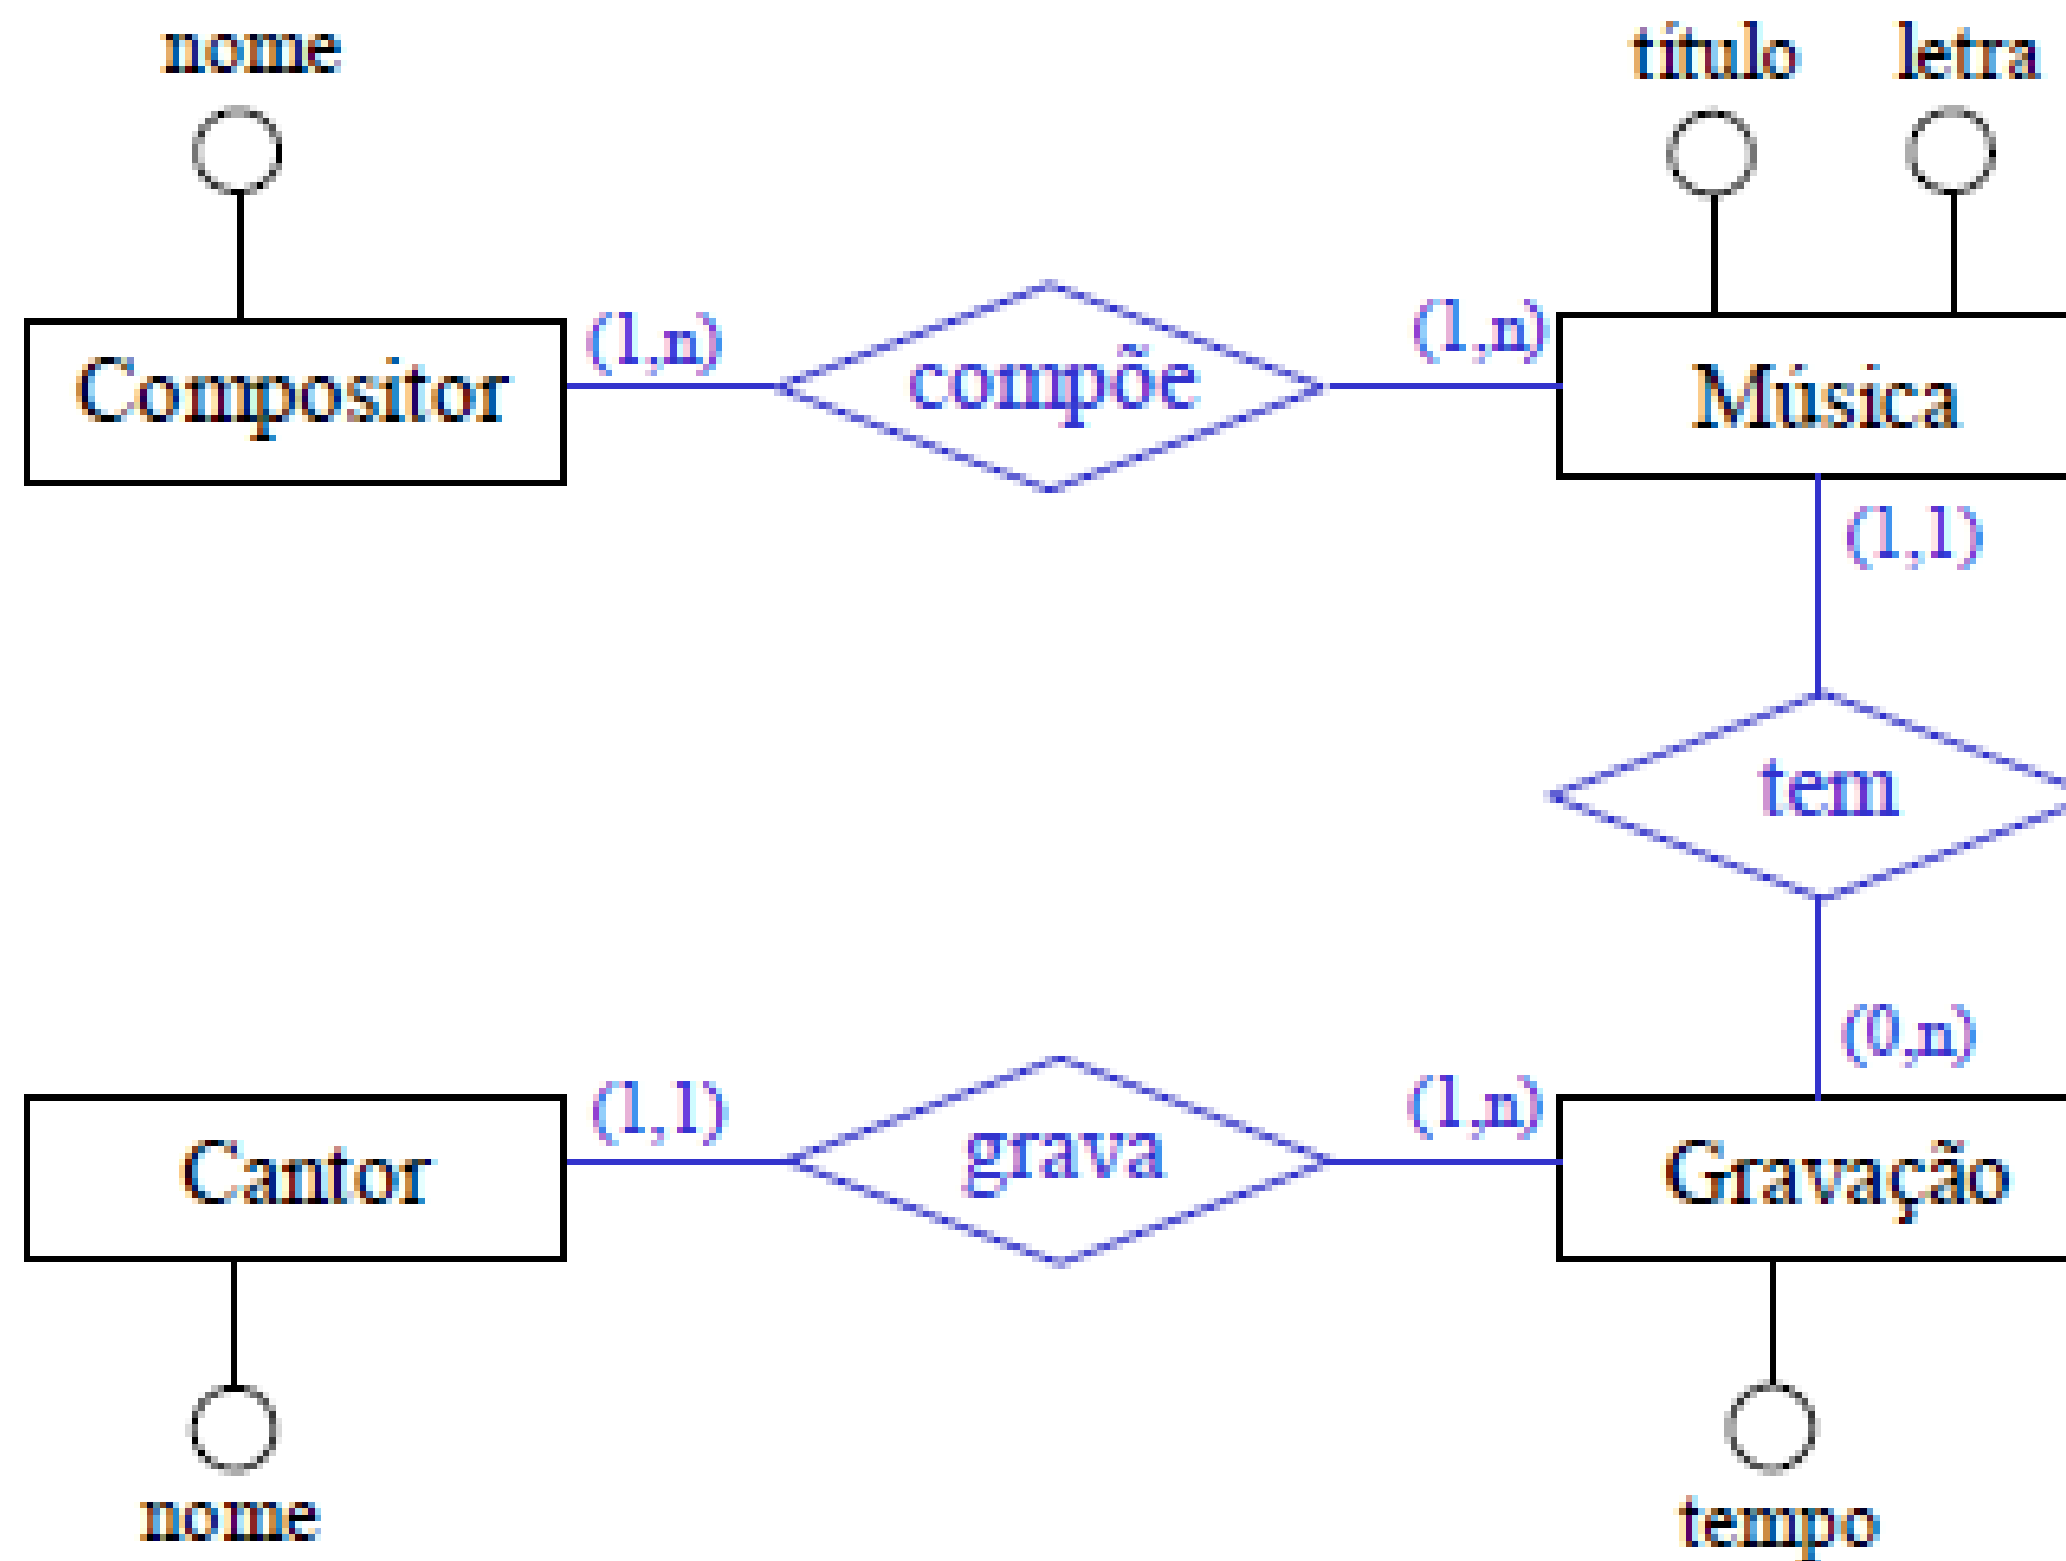 nome
título letra
Compositor (1,n) compõe (1,n) Música
(1,1)
tem
(0,n)
Cantor (1,1) grava (1,n) Gravação
nome
tempo